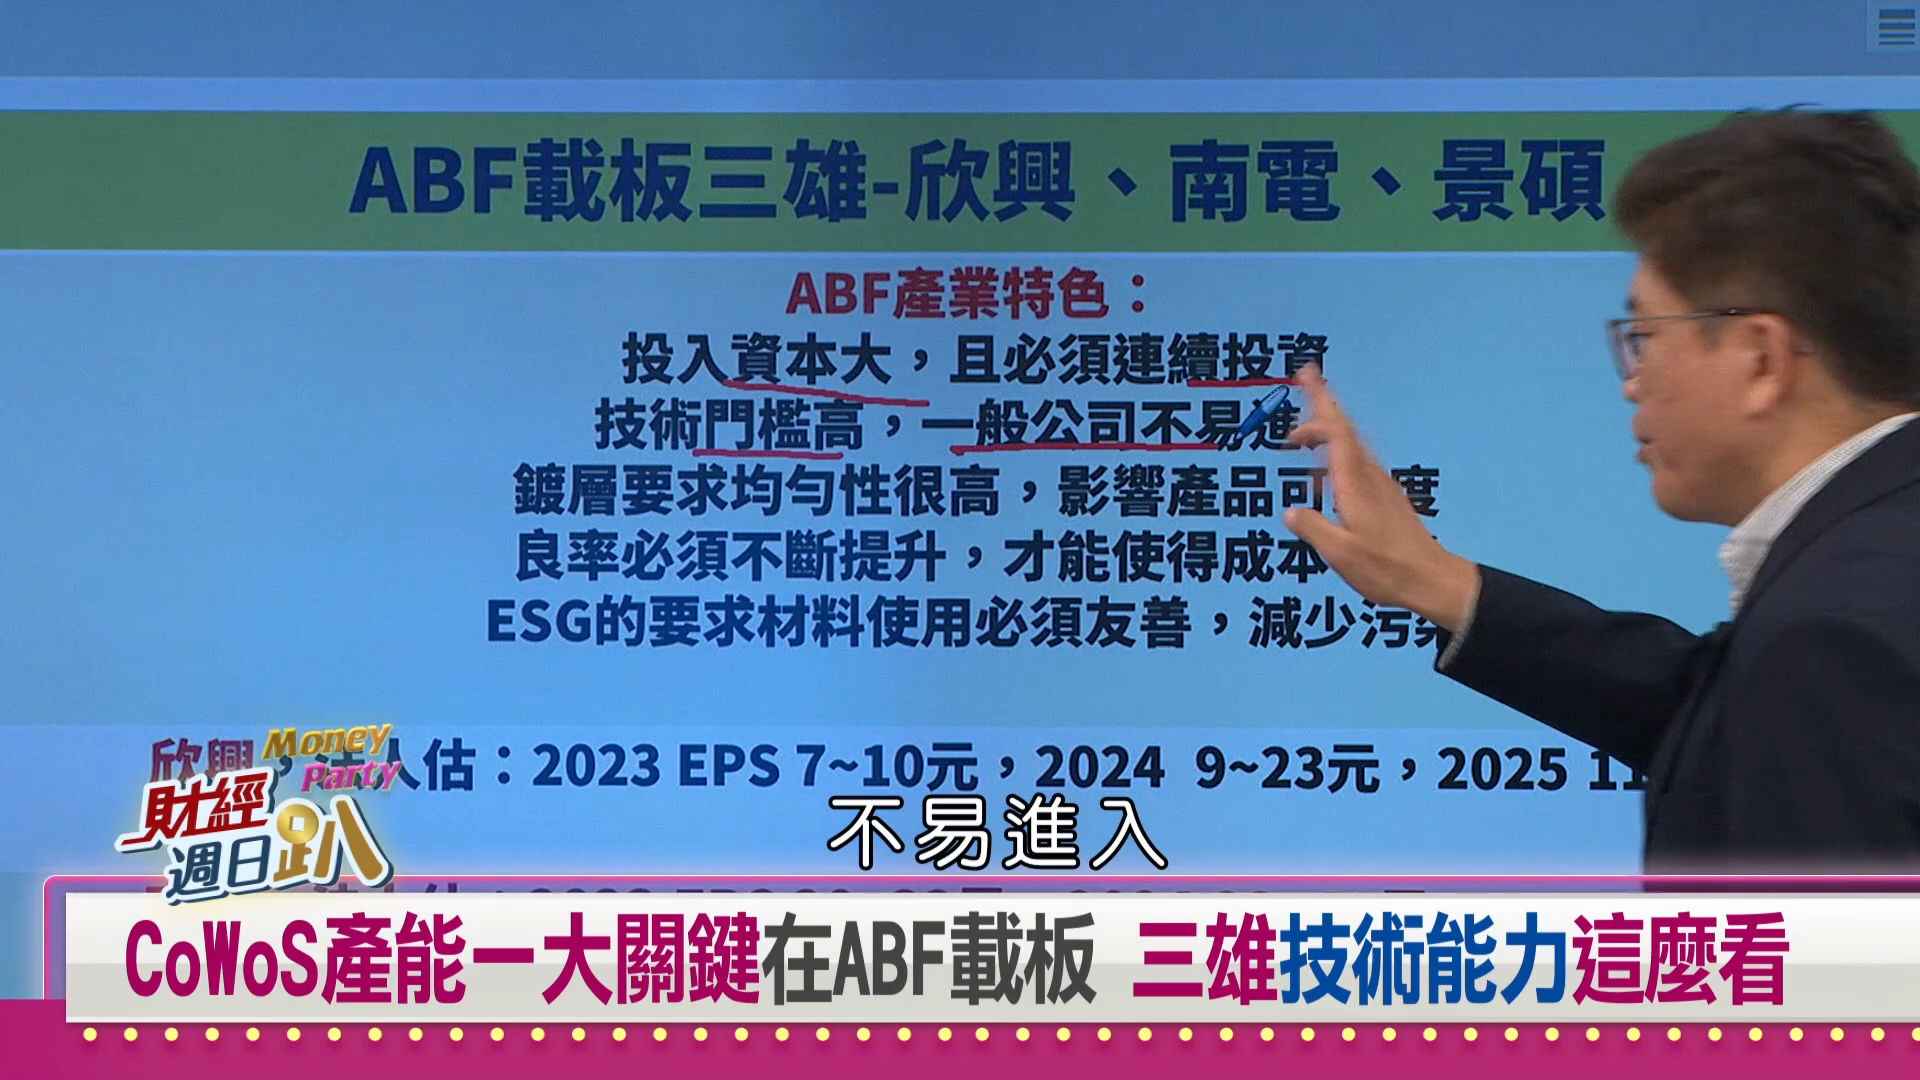 ABF載板三雄-欣興、南電、景碩
ABF產業特色：
投入資本大，且必須連續投資
技術門檻高，一般公司不易進
鍍層要求均勻性很高，影響產品可 度
良率必須不斷提升，才能使得成本
ESG的要求材料使用必須友善，減少污染
欣興，法人估：2023 EPS 7~10元，2024 9~23元，2025 11
Money
Party
財經
週日趴
不易進入
CoWoS產能一大關鍵在ABF載板 三雄技術能力這麼看